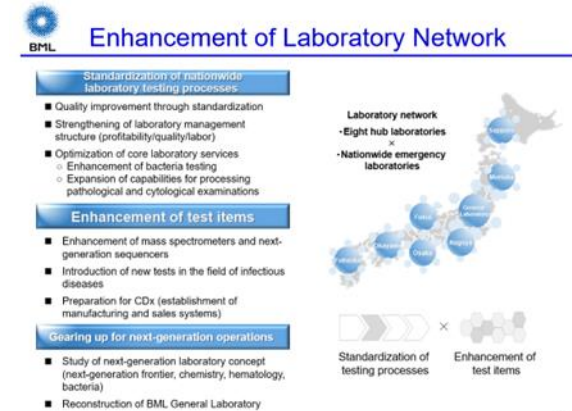 BML
Enhancement of Laboratory Network
Standardization of nationwide
laboratory testing processes
■ Quality improvement through standardization
■ Strengthening of laboratory management
structure (profitability/quality/labor)
■ Optimization of core laboratory services
○ Enhancement of bacteria testing
○ Expansion of capabilities for processing
pathological and cytological examinations
Enhancement of test items
■ Enhancement of mass spectrometers and next-
generation sequencers
■ Introduction of new tests in the field of infectious
diseases
■ Preparation for CDx (establishment of
manufacturing and sales systems)
Gearing up for next-generation operations
■ Study of next-generation laboratory concept
(next-generation frontier, chemistry, hematology,
bacteria)
■ Reconstruction of BML General Laboratory
Laboratory network
・Eight hub laboratories
×
・Nationwide emergency
laboratories
Sapporo
Morioka
General
Laboratory
Fukui
Nagoya
Okayama
Osaka
Fukuoka
×
Standardization of
testing processes
Enhancement of
test items